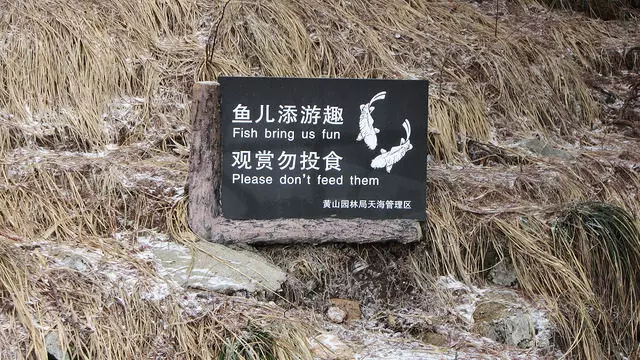 鱼儿添游趣
Fish bring us fun
观赏勿投食
Please don't feed them
黄山园林局天海管理区